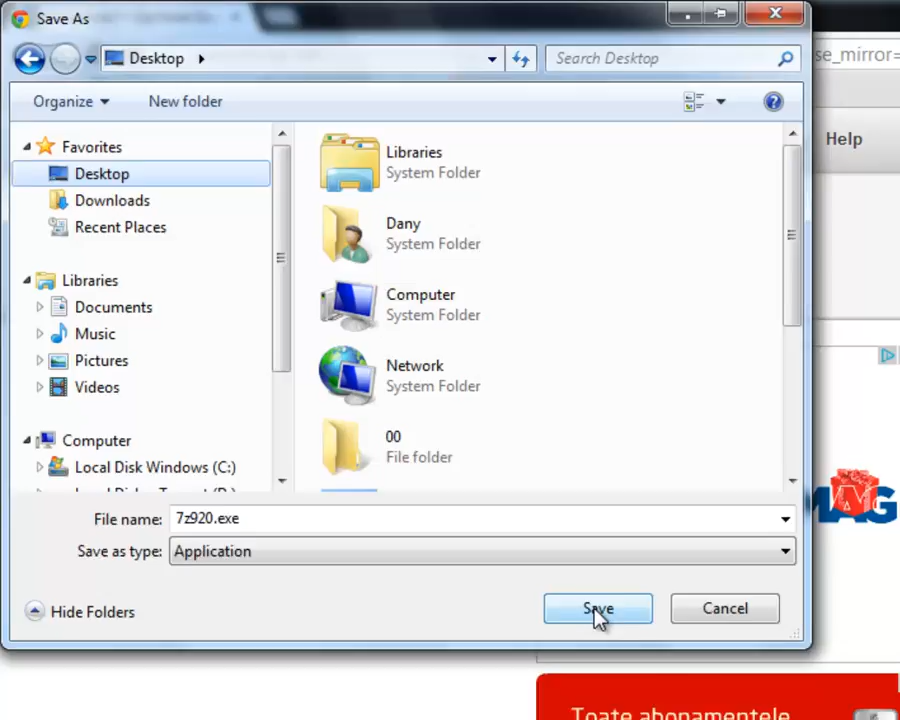 Save As
Desktop
Search Desktop
se_mirror=
Organize
New folder
Help
Favorites
Desktop
Downloads
Recent Places
Libraries
Documents
Music
Pictures
Videos
Computer
Local Disk Windows (C:)
Libraries
System Folder
Dany
System Folder
Computer
System Folder
Network
System Folder
00
File folder
MAG
File name: 7z920.exe
Save as type: Application
Hide Folders
Save
Cancel
Toate abonamentele